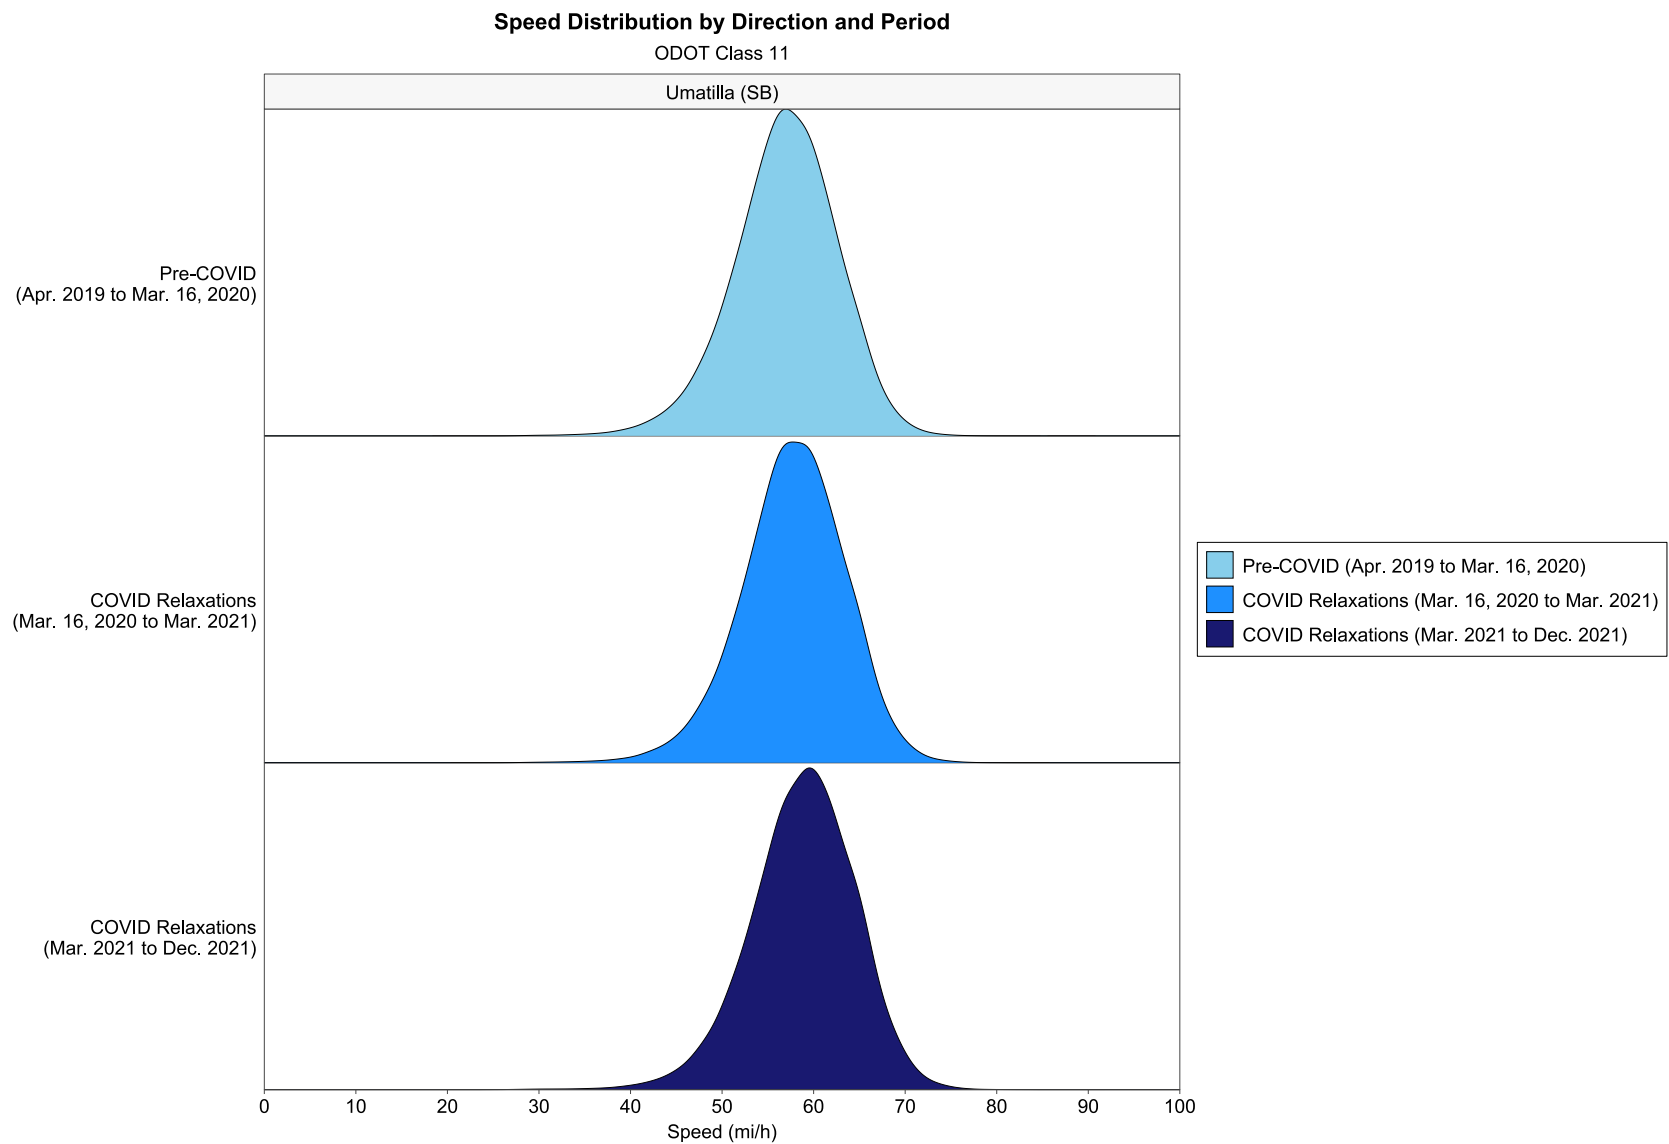 Speed Distribution by Direction and Period
ODOT Class 11
Umatilla (SB)
Pre-COVID
(Apr. 2019 to Mar. 16, 2020)
COVID Relaxations
(Mar. 16, 2020 to Mar. 2021)
COVID Relaxations
(Mar. 2021 to Dec. 2021)
0 10 20 30 40 50 60 70 80 90 100
Speed (mi/h)
Pre-COVID (Apr. 2019 to Mar. 16, 2020)
COVID Relaxations (Mar. 16, 2020 to Mar. 2021)
COVID Relaxations (Mar. 2021 to Dec. 2021)